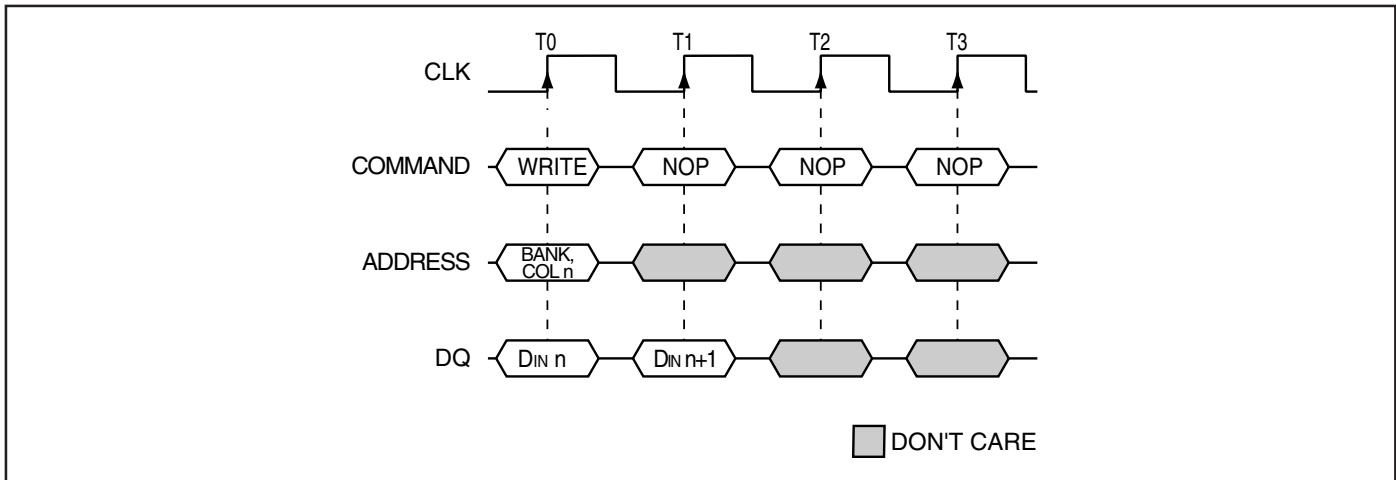 T0 T1 T2 T3
CLK
COMMAND WRITE NOP NOP NOP
ADDRESS BANK,
COL n
DQ DIN n DIN n+1
DON'T CARE